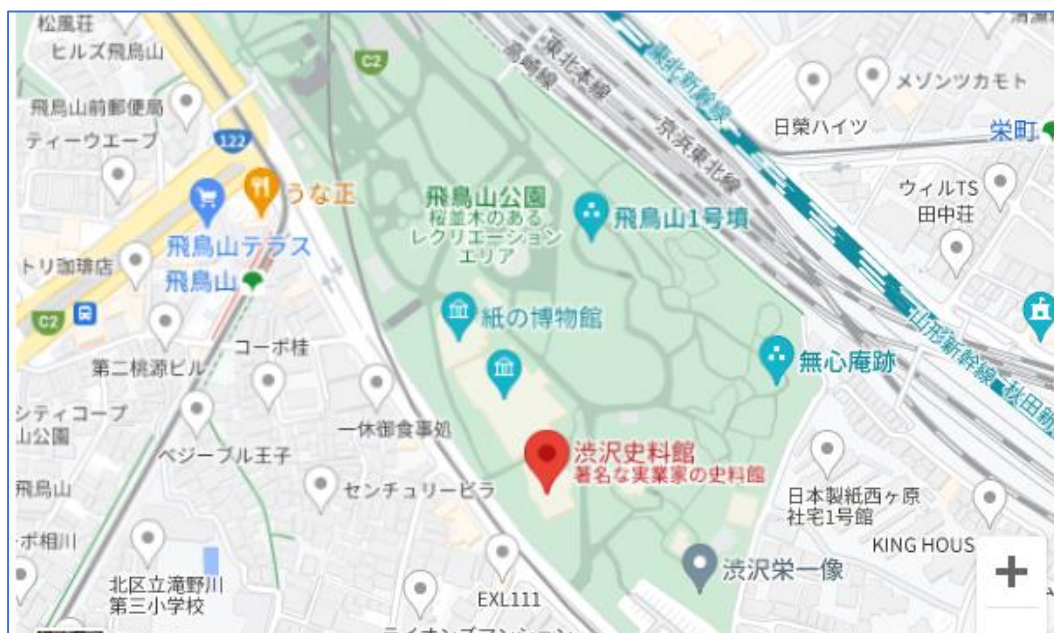 松風荘
ヒルズ飛鳥山
C2
高崎線
東北本線
東北新幹線
メゾンツカモト
飛鳥山前郵便局
ティーウエーブ
122
京浜東北線
日榮ハイツ
栄町
うな正
飛鳥山公園
桜並木のある
レクリエーション
エリア
飛鳥山1号墳
ウィルTS
田中荘
飛鳥山テラス
トリ珈琲店
飛鳥山
C2
紙の博物館
山形新幹線・秋田新
コーポ桂
第二桃源ビル
無心庵跡
シティコープ
山公園
一休御食事処
ベジーブル王子
渋沢史料館
著名な実業家の史料館
飛鳥山
センチュリービラ
日本製紙西ヶ原
社宅1号館
ーポ相川
KING HOUS
北区立滝野川
第三小学校
渋沢栄一像
EXL111
ライオンズマンション